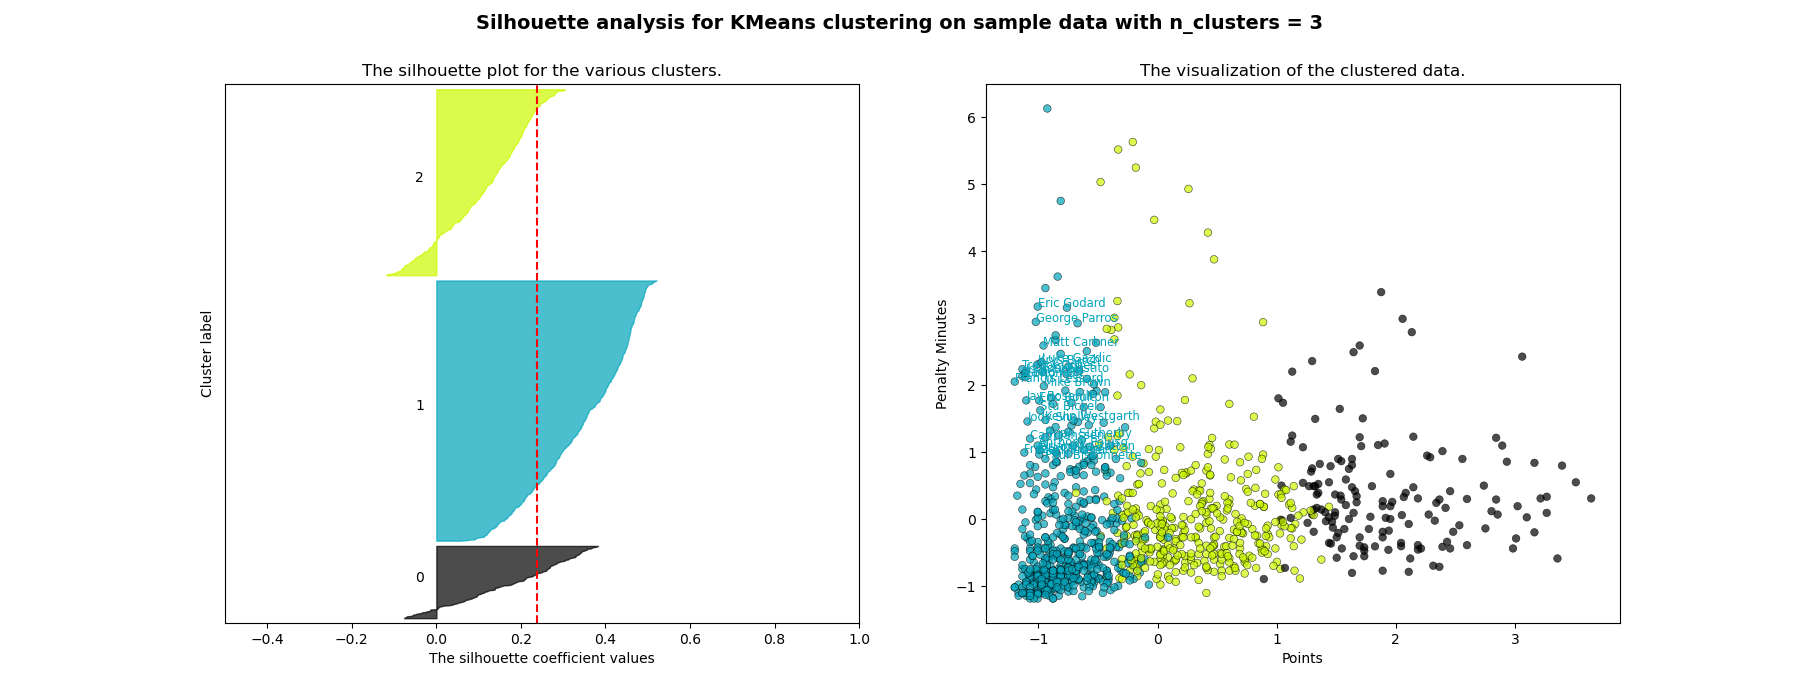 Silhouette analysis for KMeans clustering on sample data with n_clusters = 3
The silhouette plot for the various clusters.
Cluster label
2
1
0
−0.4 −0.2 0.0 0.2 0.4 0.6 0.8 1.0
The silhouette coefficient values
The visualization of the clustered data.
Penalty Minutes
6
5
4
3
2
1
0
−1
Eric Godard
George Parros
Matt Carkner
Mike Brown
Westgarth
−1 0 1 2 3
Points